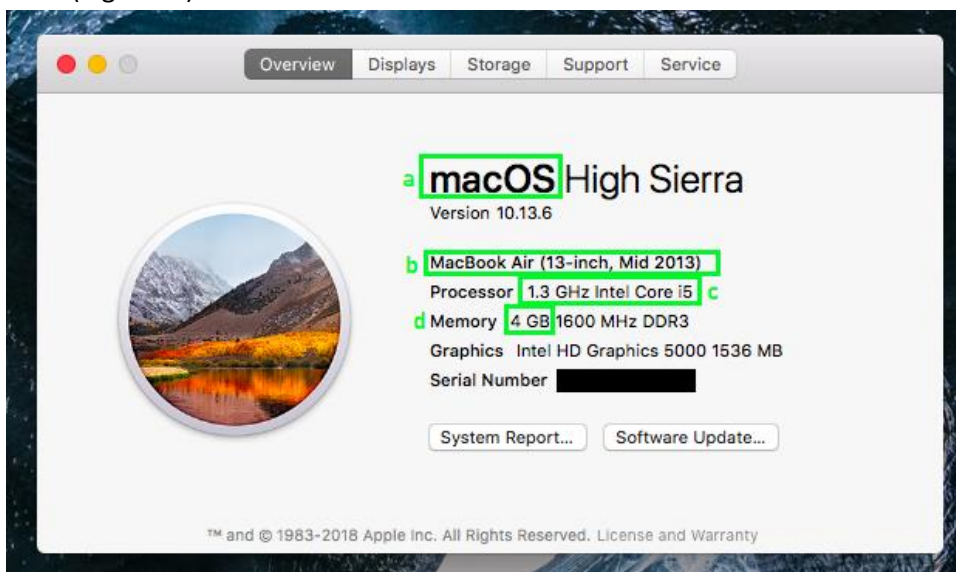 Overview Displays Storage Support Service
a macOS High Sierra
Version 10.13.6
b MacBook Air (13-inch, Mid 2013)
Processor 1.3 GHz Intel Core i5 c
d Memory 4 GB 1600 MHz DDR3
Graphics Intel HD Graphics 5000 1536 MB
Serial Number
System Report... Software Update...
™ and © 1983-2018 Apple Inc. All Rights Reserved. License and Warranty